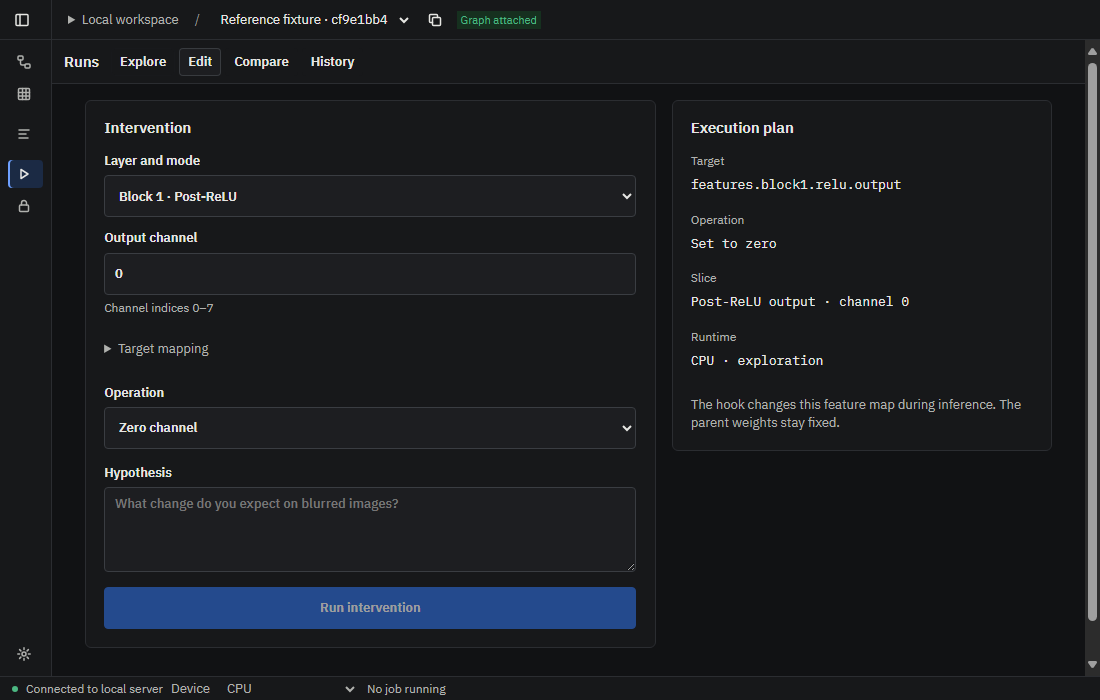 Local workspace / Reference fixture · cf9e1bb4 Graph attached
Runs Explore Edit Compare History
Intervention
Layer and mode
Block 1 · Post-ReLU
Output channel
0
Channel indices 0–7
Target mapping
Operation
Zero channel
Hypothesis
What change do you expect on blurred images?
Run intervention
Execution plan
Target
features.block1.relu.output
Operation
Set to zero
Slice
Post-ReLU output · channel 0
Runtime
CPU · exploration
The hook changes this feature map during inference. The
parent weights stay fixed.
Connected to local server Device CPU No job running